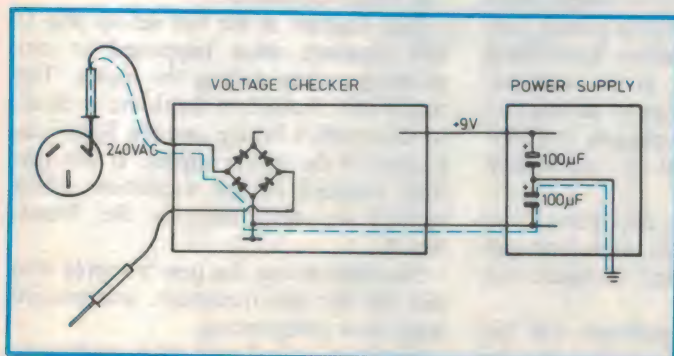 VOLTAGE CHECKER
POWER SUPPLY
240VAC
+9V
+
100µF
+
100µF